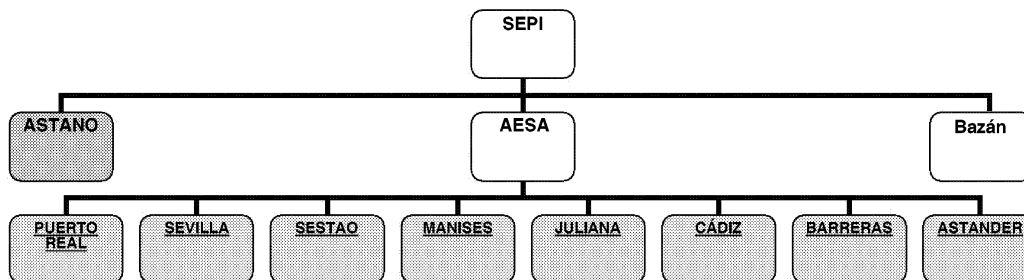 SEPI
ASTANO
AESA
Bazán
PUERTO
REAL
SEVILLA
SESTAO
MANISES
JULIANA
CÁDIZ
BARRERAS
ASTANDER